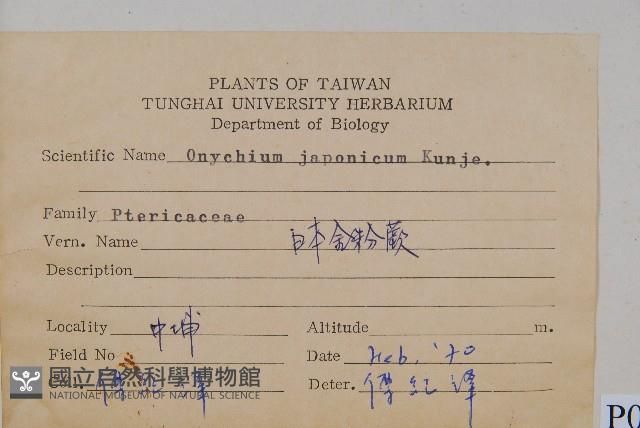 PLANTS OF TAIWAN
TUNGHAI UNIVERSITY HERBARIUM
Department of Biology
Scientific Name Onychium japonicum Kunje.
Family Ptericaceae
Vern. Name 日本金粉蕨
Description
Locality 中埔 Altitude m.
Field No Date Feb. '70
Deter.
國立自然科學博物館
NATIONAL MUSEUM OF NATURAL SCIENCE
P0